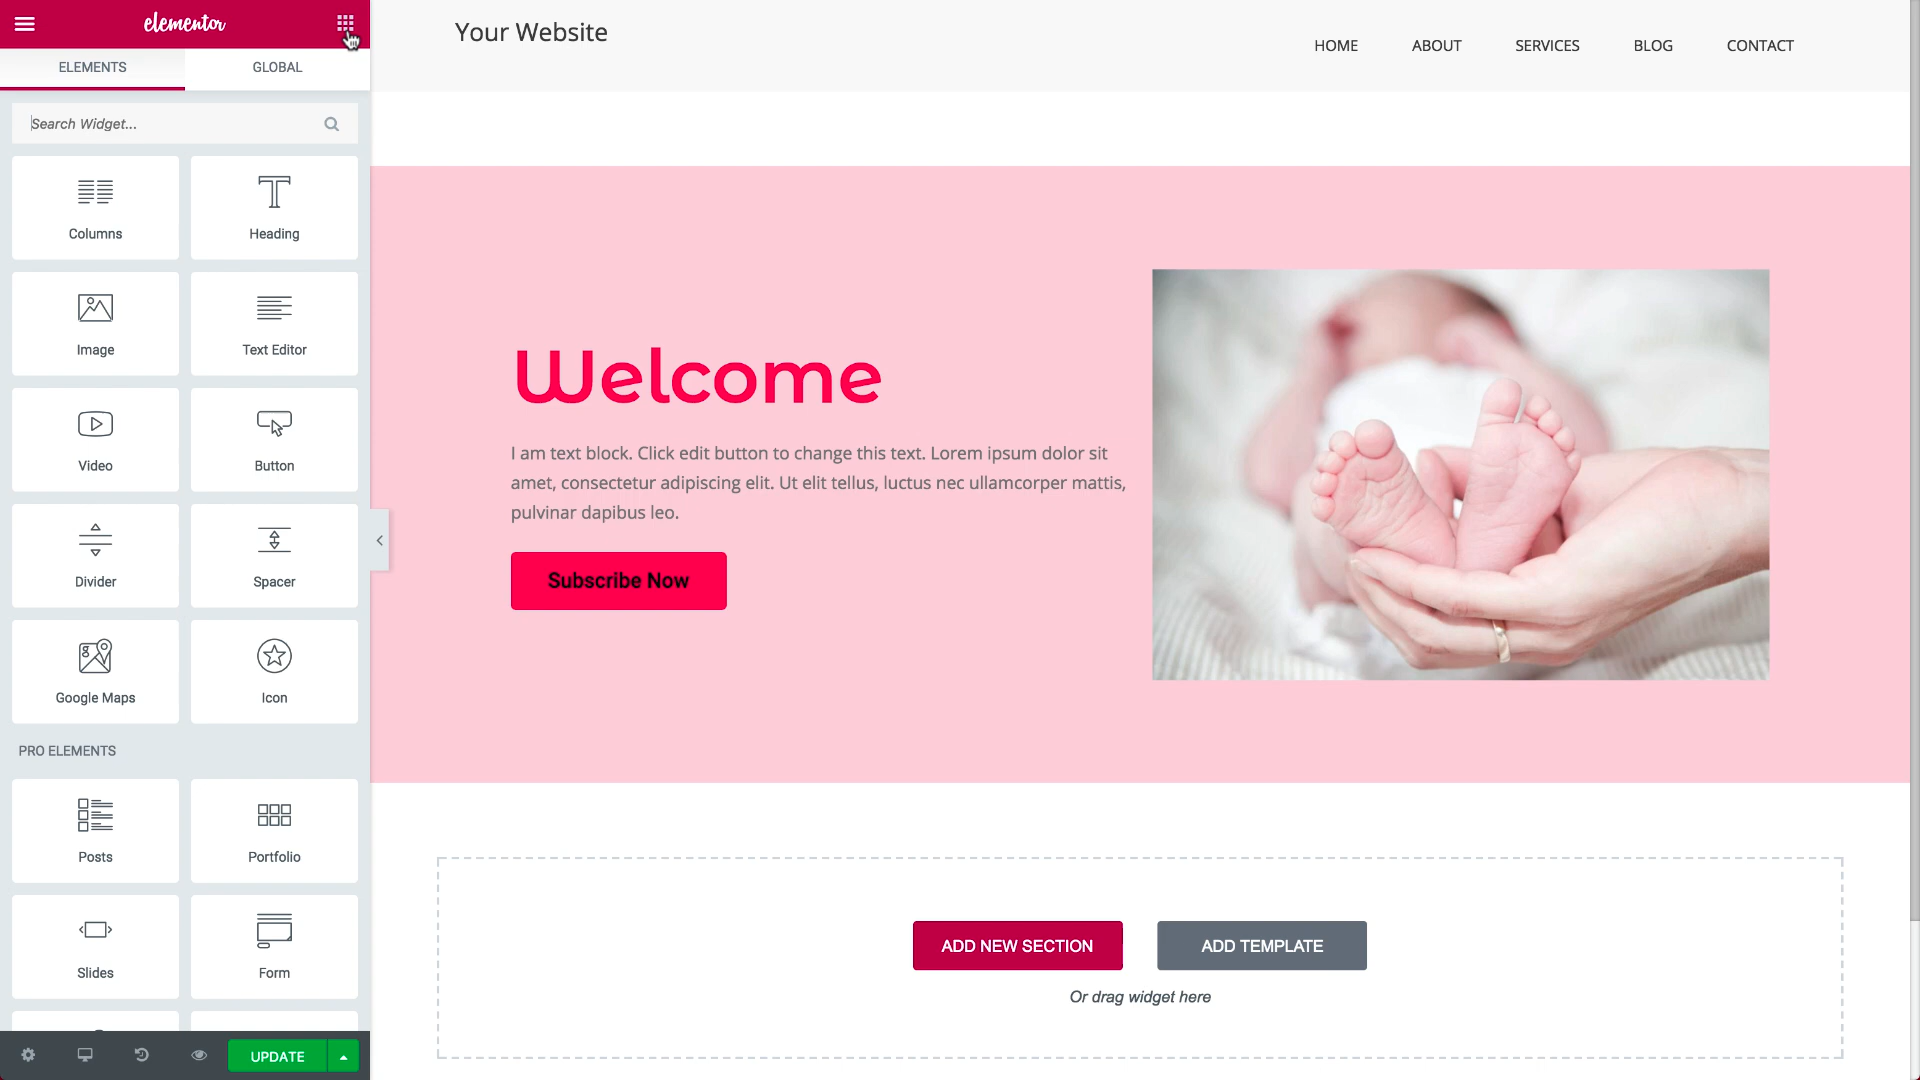 elementor
ELEMENTS
GLOBAL
Search Widget...
Columns
Heading
Image
Text Editor
Video
Button
Divider
Spacer
Google Maps
Icon
PRO ELEMENTS
Posts
Portfolio
Slides
Form
UPDATE
Your Website
HOME
ABOUT
SERVICES
BLOG
CONTACT
Welcome
I am text block. Click edit button to change this text. Lorem ipsum dolor sit
amet, consectetur adipiscing elit. Ut elit tellus, luctus nec ullamcorper mattis,
pulvinar dapibus leo.
Subscribe Now
ADD NEW SECTION
ADD TEMPLATE
Or drag widget here